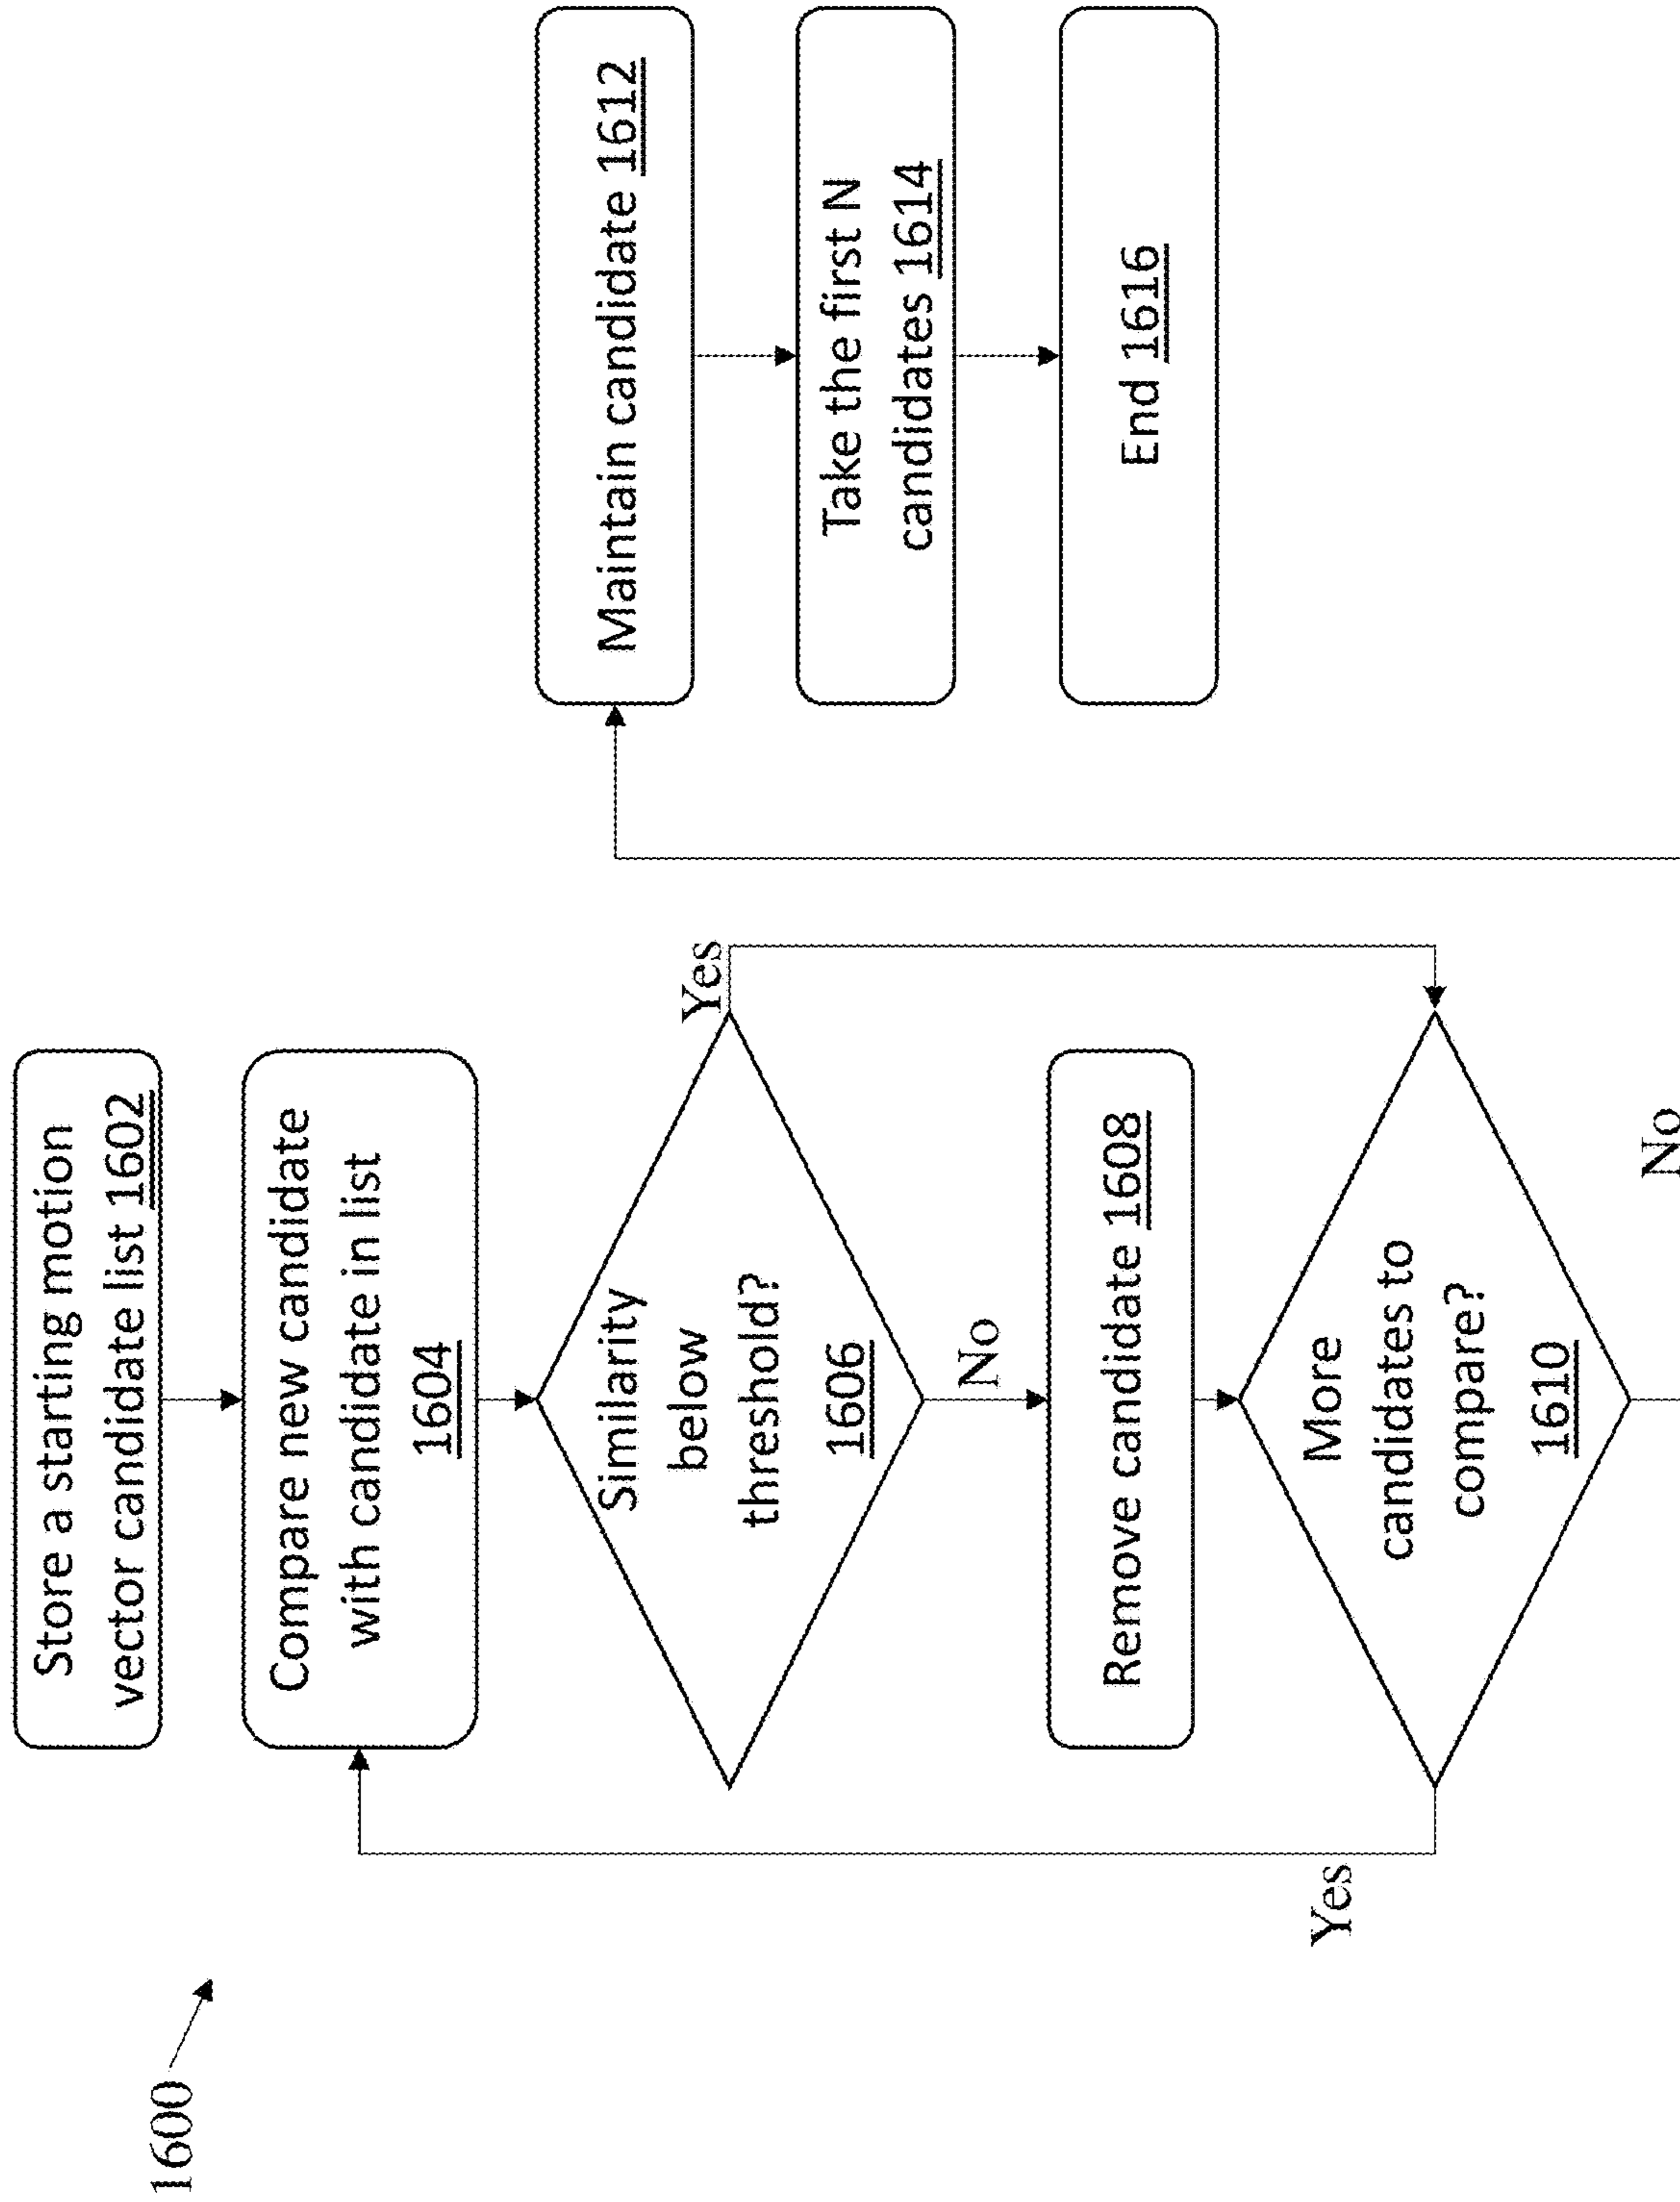 1600
Store a starting motion
vector candidate list 1602
Compare new candidate
with candidate in list
1604
Similarity
below
threshold?
1606
Yes
No
Remove candidate 1608
More
candidates to
compare?
1610
Yes
No
Maintain candidate 1612
Take the first N
candidates 1614
End 1616